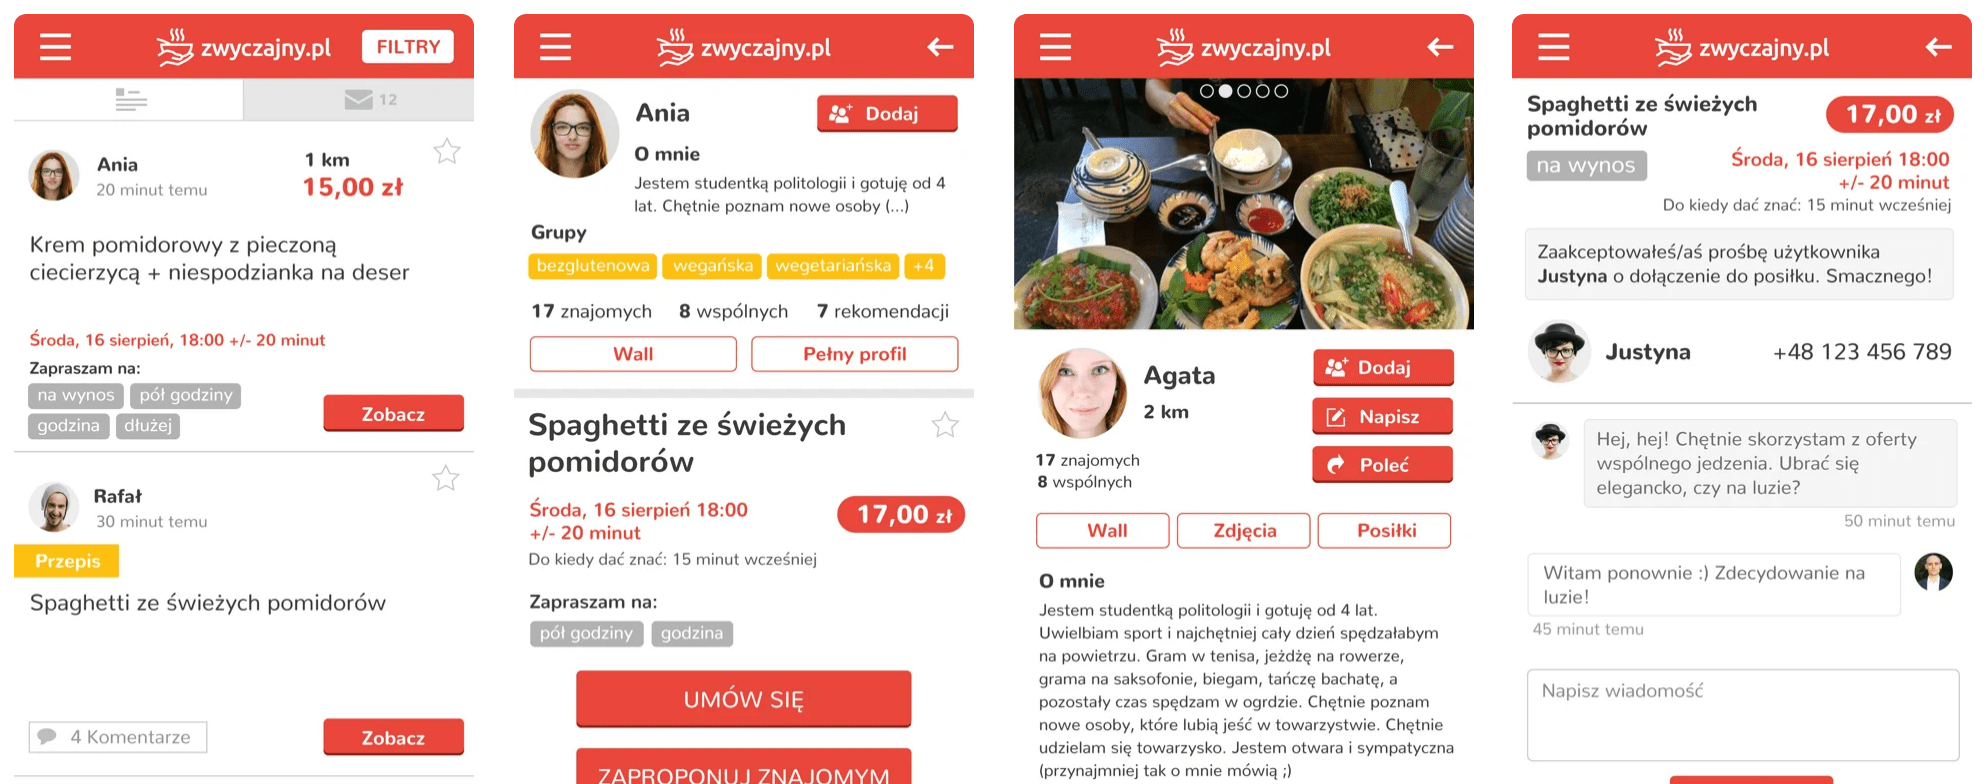 zwyczajny.pl
FILTRY
12
Ania
20 minut temu
1 km
15,00 zł
Krem pomidorowy z pieczoną
ciecierzycą + niespodzianka na deser
Środa, 16 sierpień, 18:00 +/- 20 minut
Zapraszam na:
na wynos pół godziny
godzina dłużej
Zobacz
Rafał
30 minut temu
Przepis
Spaghetti ze świeżych pomidorów
4 Komentarze
Zobacz
zwyczajny.pl
Ania
Dodaj
O mnie
Jestem studentką politologii i gotuję od 4
lat. Chętnie poznam nowe osoby (...)
Grupy
bezglutenowa wegańska wegetariańska +4
17 znajomych 8 wspólnych 7 rekomendacji
Wall Pełny profil
Spaghetti ze świeżych
pomidorów
Środa, 16 sierpień 18:00
+/- 20 minut
17,00 zł
Do kiedy dać znać: 15 minut wcześniej
Zapraszam na:
pół godziny godzina
UMÓW SIĘ
ZAPROPONUJ ZNAJOMYM
zwyczajny.pl
Agata
2 km
Dodaj
Napisz
Poleć
17 znajomych
8 wspólnych
Wall Zdjęcia Posiłki
O mnie
Jestem studentką politologii i gotuję od 4 lat.
Uwielbiam sport i najchętniej cały dzień spędzałabym
na powietrzu. Gram w tenisa, jeżdżę na rowerze,
grama na saksofonie, biegam, tańczę bachatę, a
pozostały czas spędzam w ogrdzie. Chętnie poznam
nowe osoby, które lubią jeść w towarzystwie. Chętnie
udzielam się towarzysko. Jestem otwara i sympatyczna
(przynajmniej tak o mnie mówią ;)
zwyczajny.pl
Spaghetti ze świeżych
pomidorów
17,00 zł
na wynos
Środa, 16 sierpień 18:00
+/- 20 minut
Do kiedy dać znać: 15 minut wcześniej
Zaakceptowałeś/aś prośbę użytkownika
Justyna o dołączenie do posiłku. Smacznego!
Justyna
+48 123 456 789
Hej, hej! Chętnie skorzystam z oferty
wspólnego jedzenia. Ubrać się
elegancko, czy na luzie?
50 minut temu
Witam ponownie :) Zdecydowanie na
luzie!
45 minut temu
Napisz wiadomość